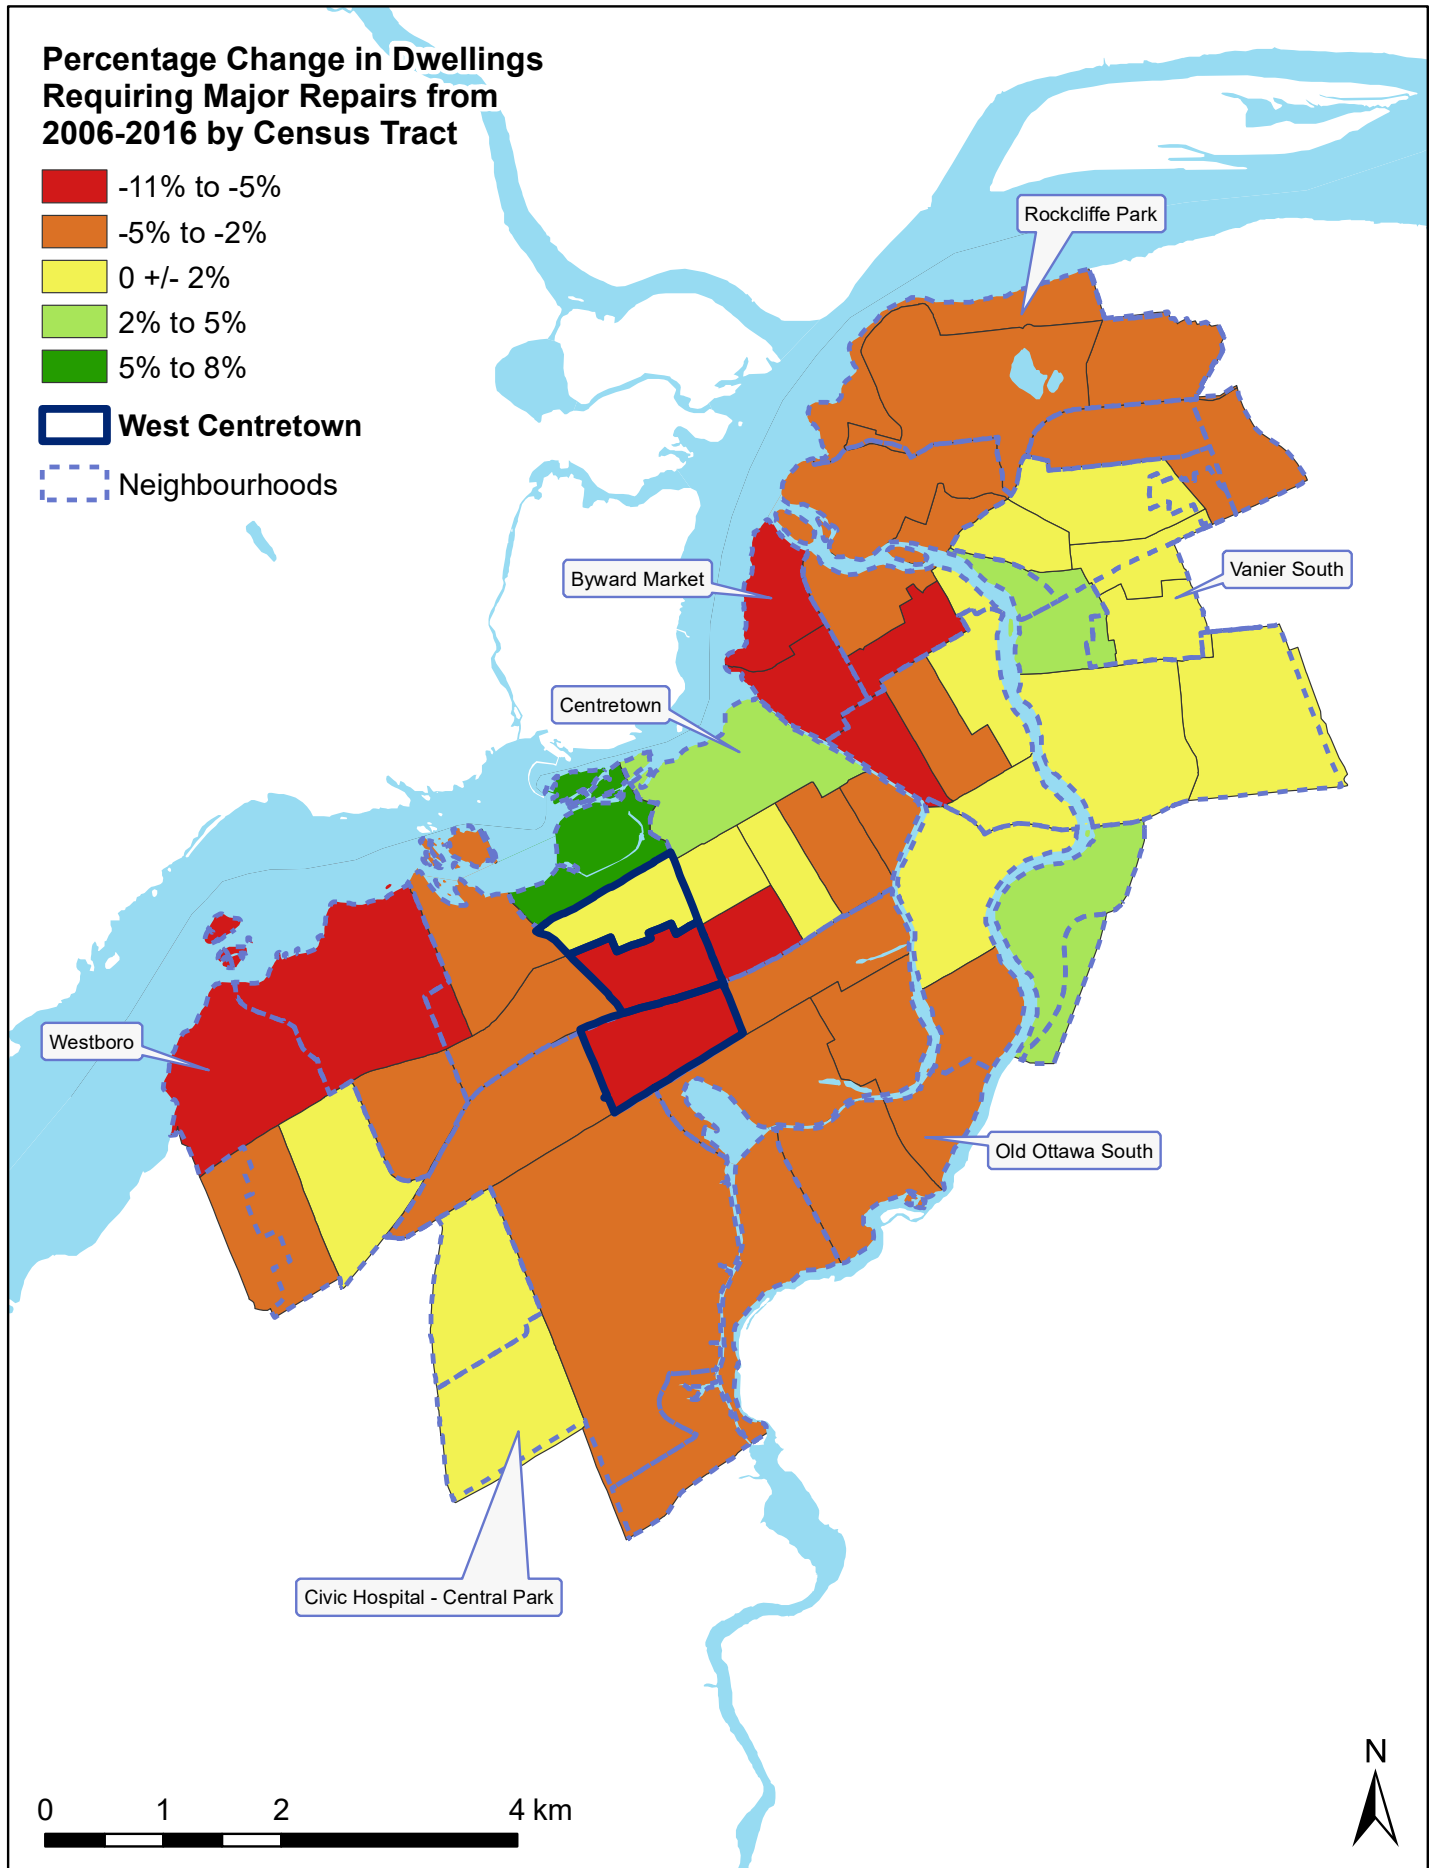 Percentage Change in Dwellings
Requiring Major Repairs from
2006-2016 by Census Tract
-11% to -5%
-5% to -2%
0 +/- 2%
2% to 5%
5% to 8%
West Centretown
Neighbourhoods
Rockcliffe Park
Byward Market
Vanier South
Centretown
Westboro
Old Ottawa South
Civic Hospital - Central Park
N
0 1 2 4 km